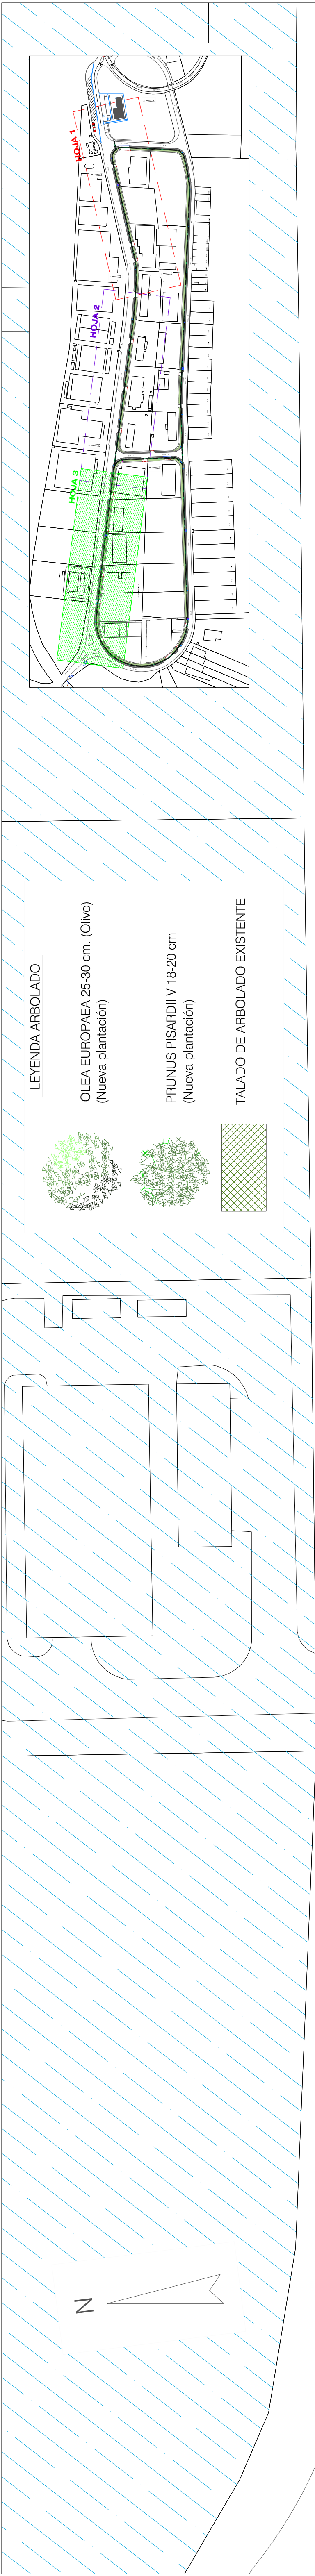 HOJA 1
HOJA 2
HOJA 3
LEYENDA ARBOLADO
OLEA EUROPAEA 25-30 cm. (Olivo)
(Nueva plantación)
PRUNUS PISARDII V 18-20 cm.
(Nueva plantación)
TALADO DE ARBOLADO EXISTENTE
N